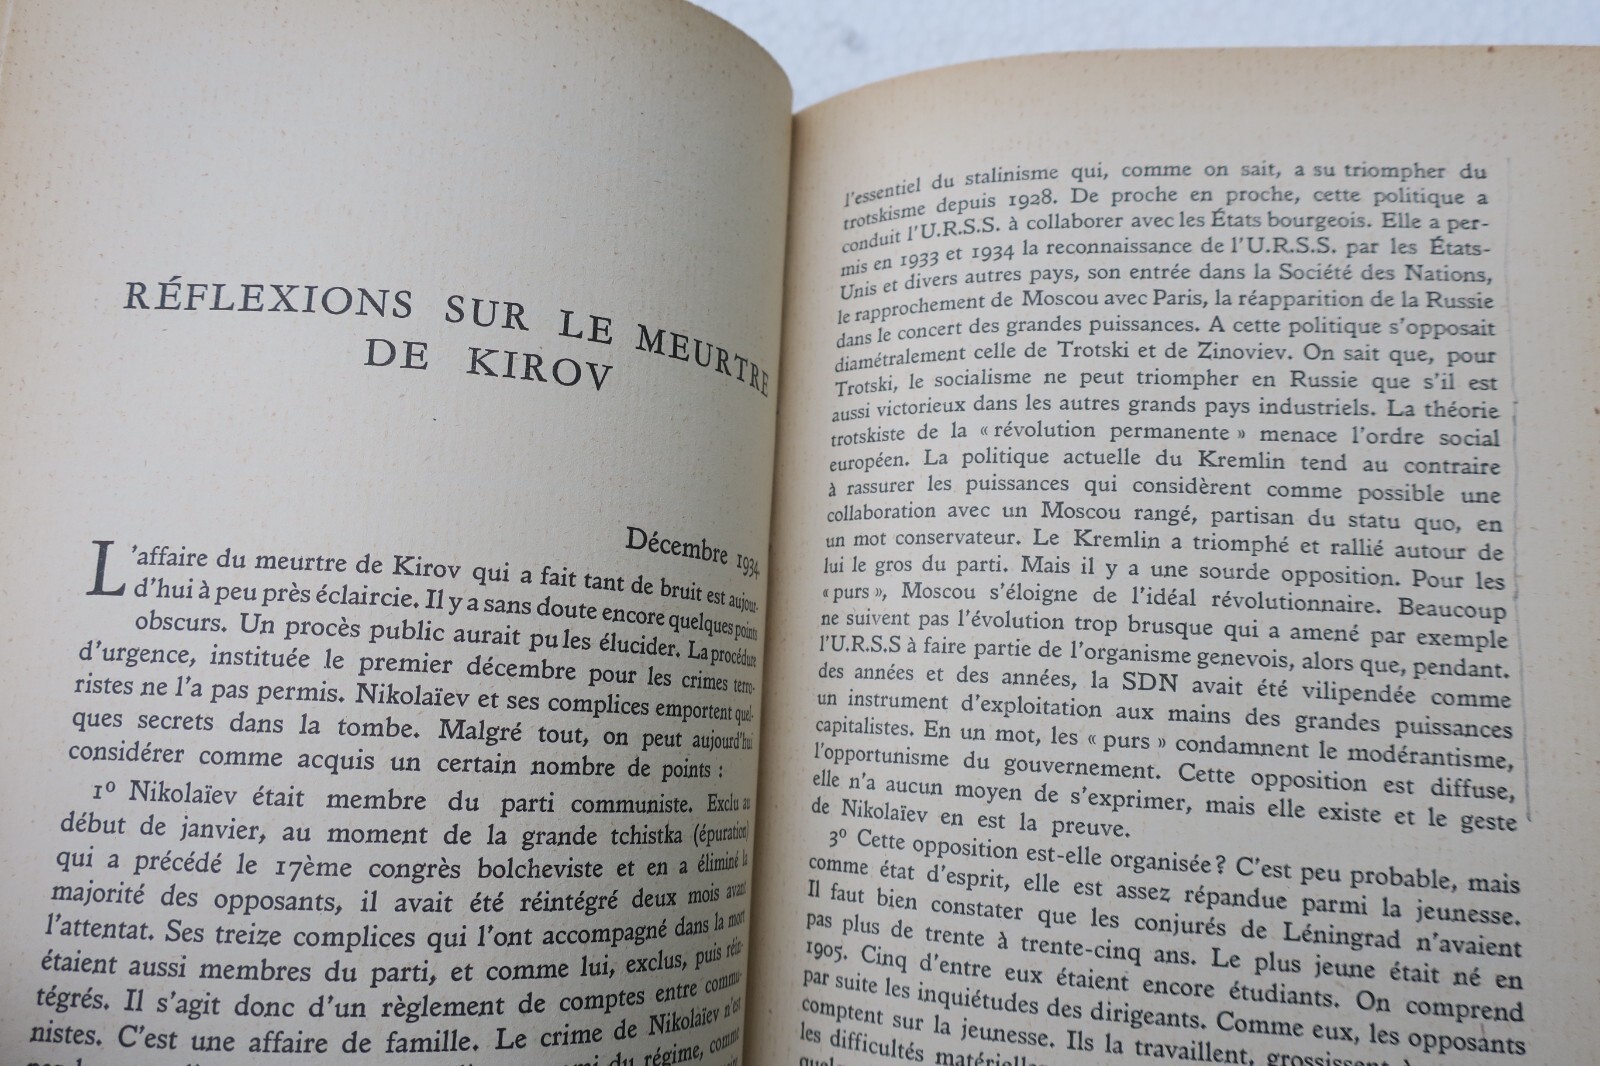 RÉFLEXIONS SUR LE MEURTRE
DE KIROV
Décembre 1934
L'affaire du meurtre de Kirov qui a fait tant de bruit est aujour-
d'hui à peu près éclaircie. Il y a sans doute encore quelques points
obscurs. Un procès public aurait pu les élucider. La procédure
d'urgence, instituée le premier décembre pour les crimes terro-
ristes ne l'a pas permis. Nikolaïev et ses complices emportent quel-
ques secrets dans la tombe. Malgré tout, on peut aujourd'hui
considérer comme acquis un certain nombre de points :
1º Nikolaïev était membre du parti communiste. Exclu au
début de janvier, au moment de la grande tchistka (épuration)
qui a précédé le 17ème congrès bolcheviste et en a éliminé la
majorité des opposants, il avait été réintégré deux mois avant
l'attentat. Ses treize complices qui l'ont accompagné dans la mort
étaient aussi membres du parti, et comme lui, exclus, puis réin-
tégrés. Il s'agit donc d'un règlement de comptes entre commu-
nistes. C'est une affaire de famille. Le crime de Nikolaïev n'est
du régime, comme
l'essentiel du stalinisme qui, comme on sait, a su triompher du
trotskisme depuis 1928. De proche en proche, cette politique a
conduit l'U.R.S.S. à collaborer avec les États bourgeois. Elle a per-
mis en 1933 et 1934 la reconnaissance de l'U.R.S.S. par les États-
Unis et divers autres pays, son entrée dans la Société des Nations,
le rapprochement de Moscou avec Paris, la réapparition de la Russie
dans le concert des grandes puissances. A cette politique s'opposait
diamétralement celle de Trotski et de Zinoviev. On sait que, pour
Trotski, le socialisme ne peut triompher en Russie que s'il est
aussi victorieux dans les autres grands pays industriels. La théorie
trotskiste de la « révolution permanente » menace l'ordre social
européen. La politique actuelle du Kremlin tend au contraire
à rassurer les puissances qui considèrent comme possible une
collaboration avec un Moscou rangé, partisan du statu quo, en
un mot conservateur. Le Kremlin a triomphé et rallié autour de
lui le gros du parti. Mais il y a une sourde opposition. Pour les
« purs », Moscou s'éloigne de l'idéal révolutionnaire. Beaucoup
ne suivent pas l'évolution trop brusque qui a amené par exemple
l'U.R.S.S à faire partie de l'organisme genevois, alors que, pendant.
des années et des années, la SDN avait été vilipendée comme
un instrument d'exploitation aux mains des grandes puissances
capitalistes. En un mot, les « purs » condamnent le modérantisme,
l'opportunisme du gouvernement. Cette opposition est diffuse,
elle n'a aucun moyen de s'exprimer, mais elle existe et le geste
de Nikolaïev en est la preuve.
3º Cette opposition est-elle organisée ? C'est peu probable, mais
comme état d'esprit, elle est assez répandue parmi la jeunesse.
Il faut bien constater que les conjurés de Léningrad n'avaient
pas plus de trente à trente-cinq ans. Le plus jeune était né en
1905. Cinq d'entre eux étaient encore étudiants. On comprend
par suite les inquiétudes des dirigeants. Comme eux, les opposants
comptent sur la jeunesse. Ils la travaillent, grossissent
les difficultés